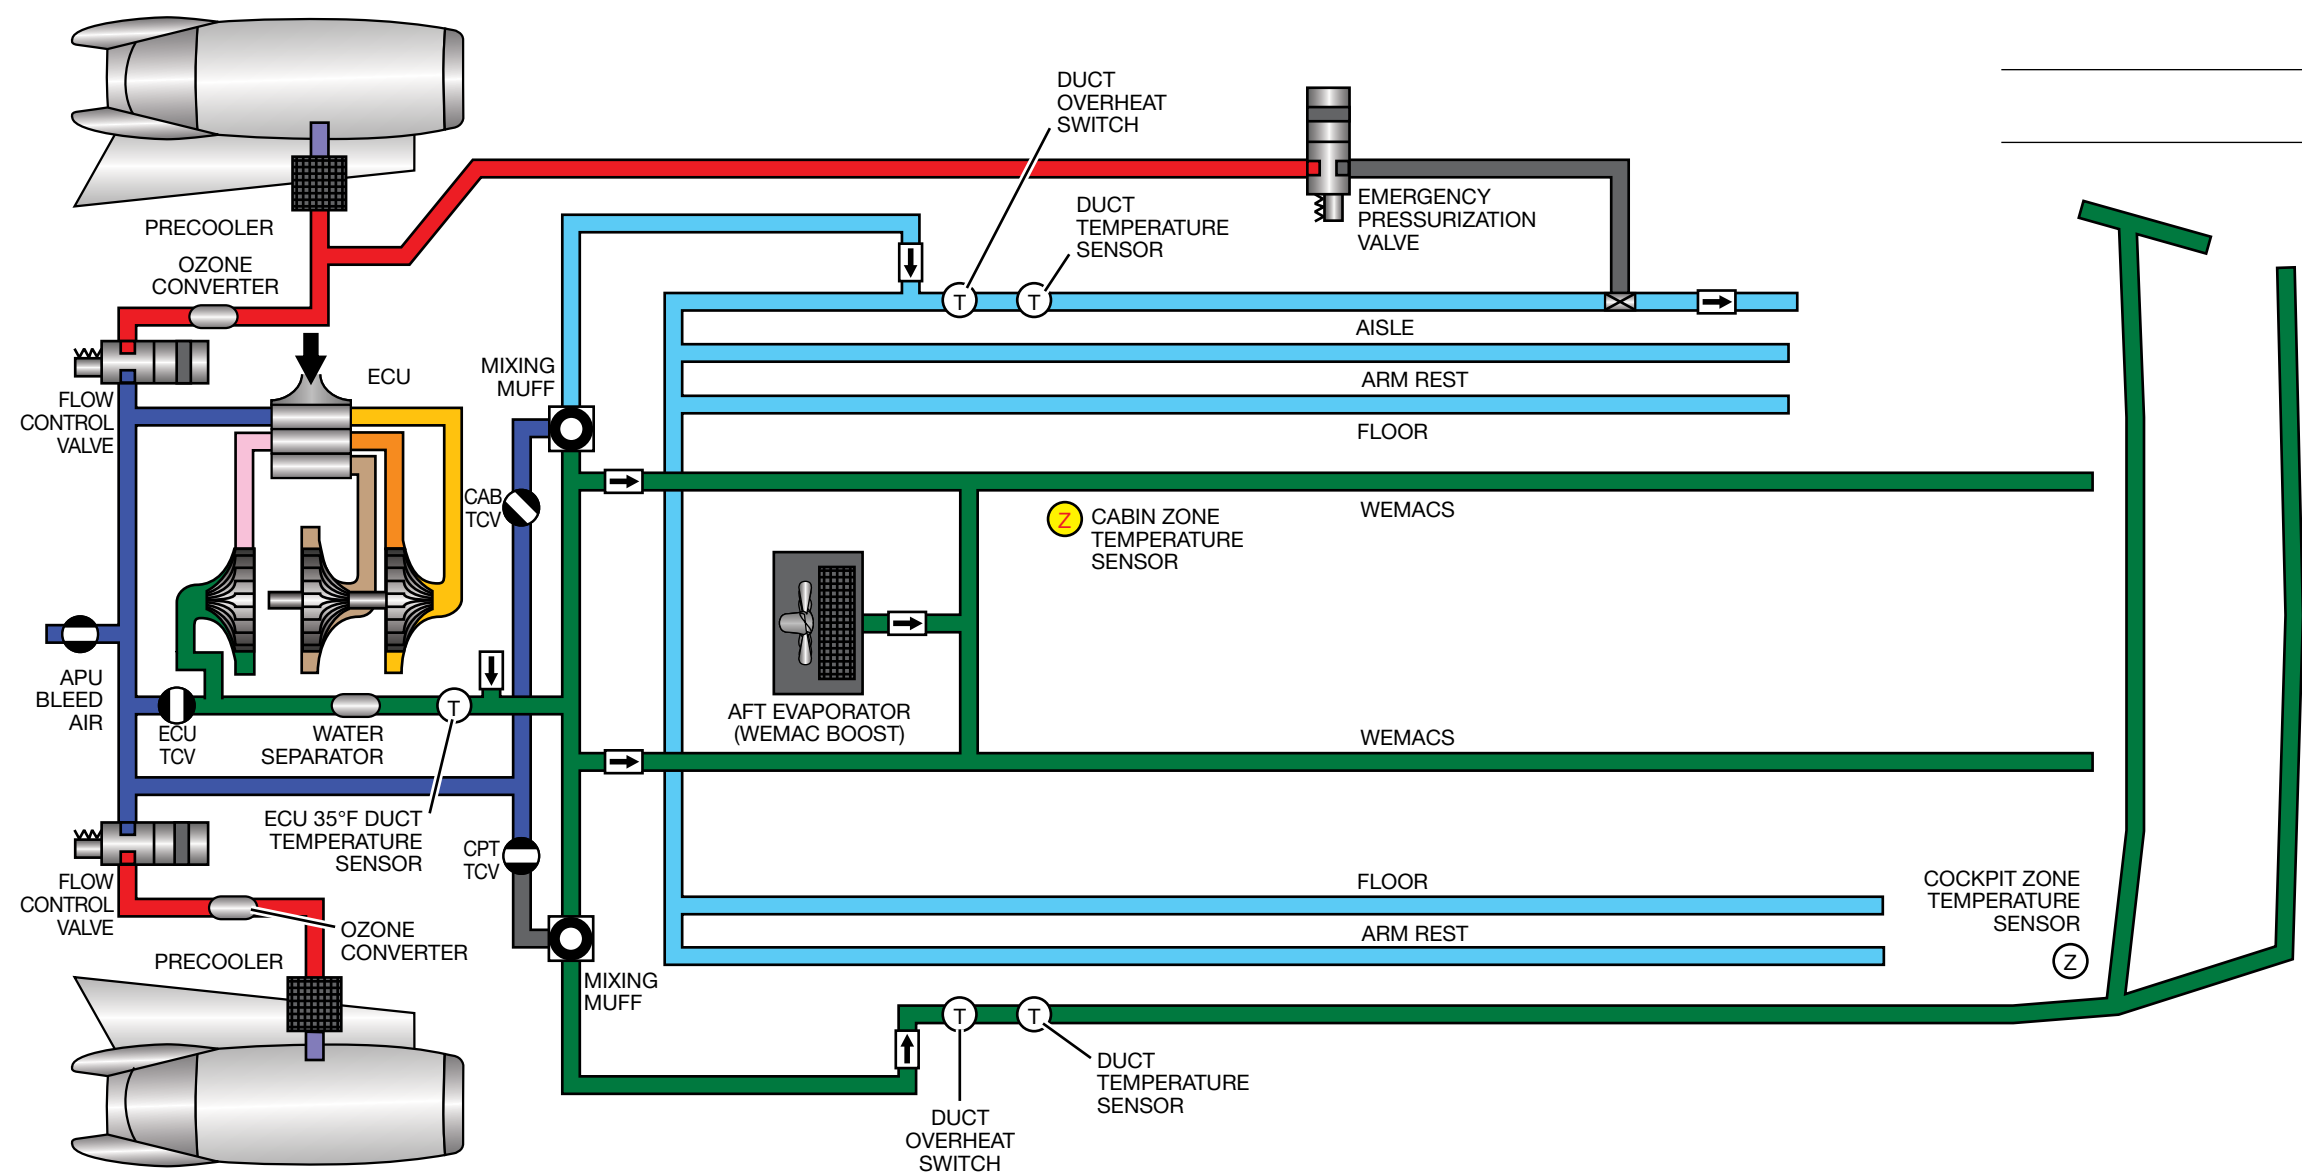 DUCT
OVERHEAT
SWITCH
DUCT
TEMPERATURE
SENSOR
EMERGENCY
PRESSURIZATION
VALVE
PRECOOLER
OZONE
CONVERTER
T
T
AISLE
ARM REST
FLOOR
MIXING
MUFF
ECU
FLOW
CONTROL
VALVE
CAB
TCV
WEMACS
Z
CABIN ZONE
TEMPERATURE
SENSOR
APU
BLEED
AIR
ECU
TCV
WATER
SEPARATOR
T
AFT EVAPORATOR
(WEMAC BOOST)
WEMACS
ECU 35°F DUCT
TEMPERATURE
SENSOR
CPT
TCV
FLOW
CONTROL
VALVE
OZONE
CONVERTER
PRECOOLER
MIXING
MUFF
FLOOR
ARM REST
COCKPIT ZONE
TEMPERATURE
SENSOR
Z
T
T
DUCT
TEMPERATURE
SENSOR
DUCT
OVERHEAT
SWITCH